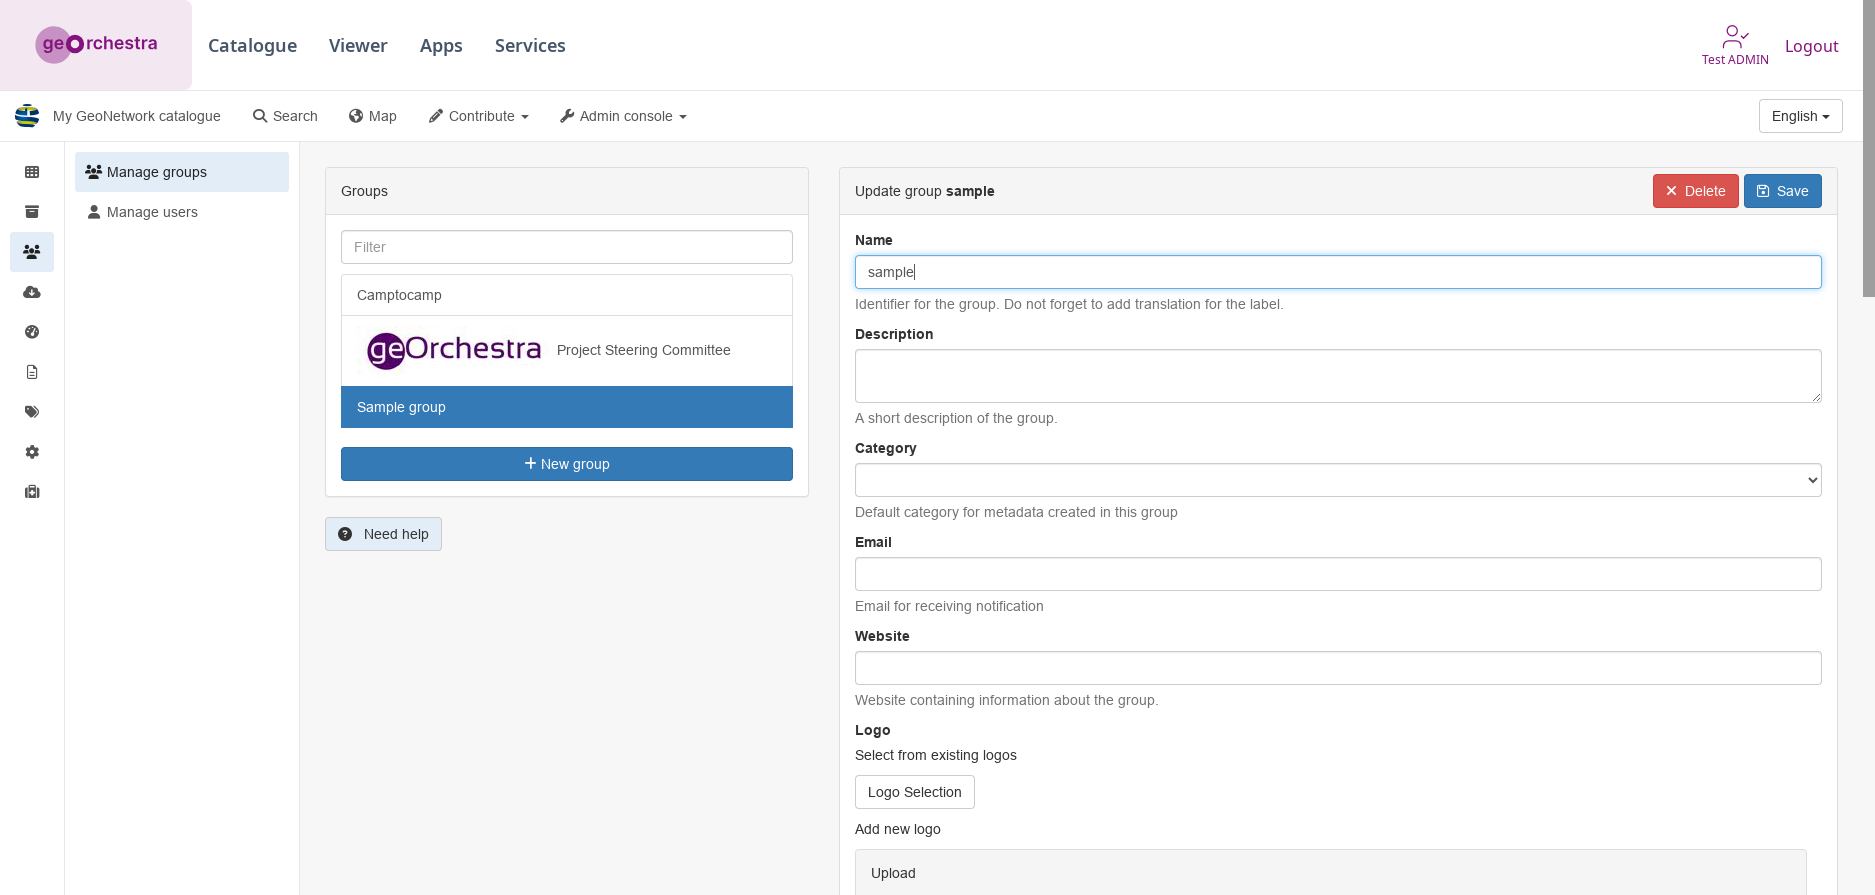 geOrchestra
Catalogue Viewer Apps Services
Test ADMIN
Logout
My GeoNetwork catalogue Search Map Contribute Admin console English
Manage groups
Manage users
Groups
Filter
Camptocamp
geOrchestra Project Steering Committee
Sample group
+ New group
Need help
Update group sample
Delete Save
Name
sample
Identifier for the group. Do not forget to add translation for the label.
Description
A short description of the group.
Category
Default category for metadata created in this group
Email
Email for receiving notification
Website
Website containing information about the group.
Logo
Select from existing logos
Logo Selection
Add new logo
Upload